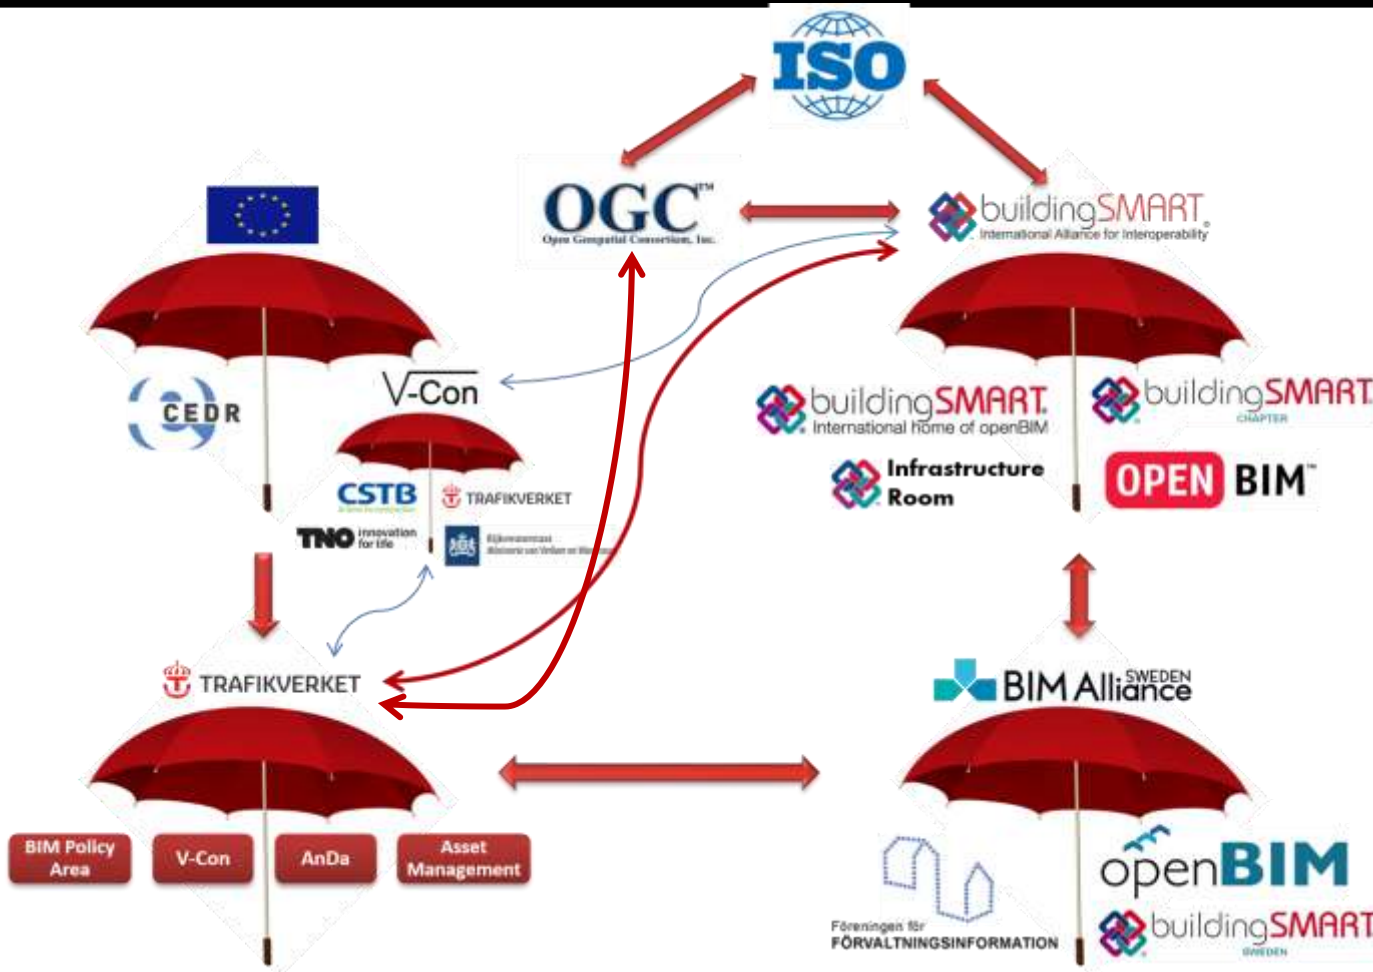 ISO
OGC™
Open Geospatial Consortium, Inc.
buildingSMART®
International Alliance for Interoperability
CEDR
V-Con
CSTB
TRAFIKVERKET
TNO innovation
for life
Rijkswaterstaat
buildingSMART®
International home of openBIM
buildingSMART
CHAPTER
Infrastructure
Room
OPEN BIM™
TRAFIKVERKET
BIM Policy
Area
V-Con
AnDa
Asset
Management
BIM Alliance
SWEDEN
Föreningen för
FÖRVALTNINGSINFORMATION
openBIM
buildingSMART
SWEDEN